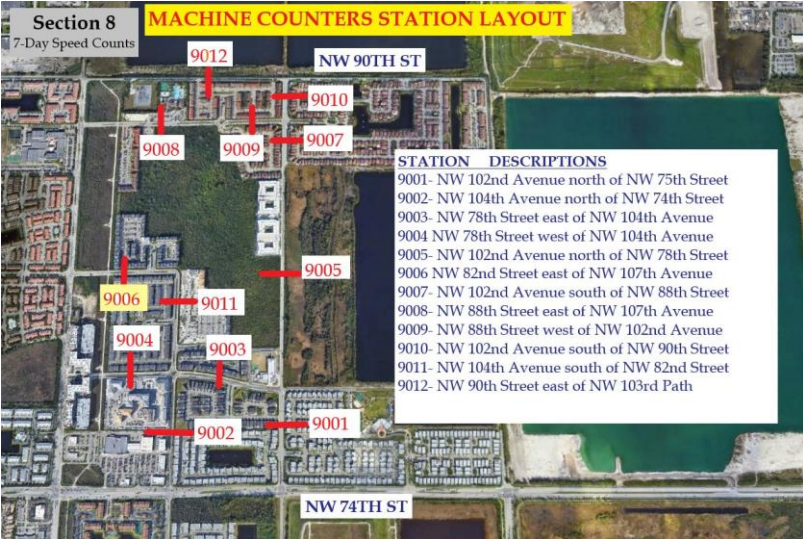 Section 8
7-Day Speed Counts
MACHINE COUNTERS STATION LAYOUT
9012
NW 90TH ST
9010
9008
9009
9007
STATION DESCRIPTIONS
9001- NW 102nd Avenue north of NW 75th Street
9002- NW 104th Avenue north of NW 74th Street
9003- NW 78th Street east of NW 104th Avenue
9004 NW 78th Street west of NW 104th Avenue
9005- NW 102nd Avenue north of NW 78th Street
9006 NW 82nd Street east of NW 107th Avenue
9007- NW 102nd Avenue south of NW 88th Street
9008- NW 88th Street east of NW 107th Avenue
9009- NW 88th Street west of NW 102nd Avenue
9010- NW 102nd Avenue south of NW 90th Street
9011- NW 104th Avenue south of NW 82nd Street
9012- NW 90th Street east of NW 103rd Path
9005
9006
9011
9004
9003
9002
9001
NW 74TH ST